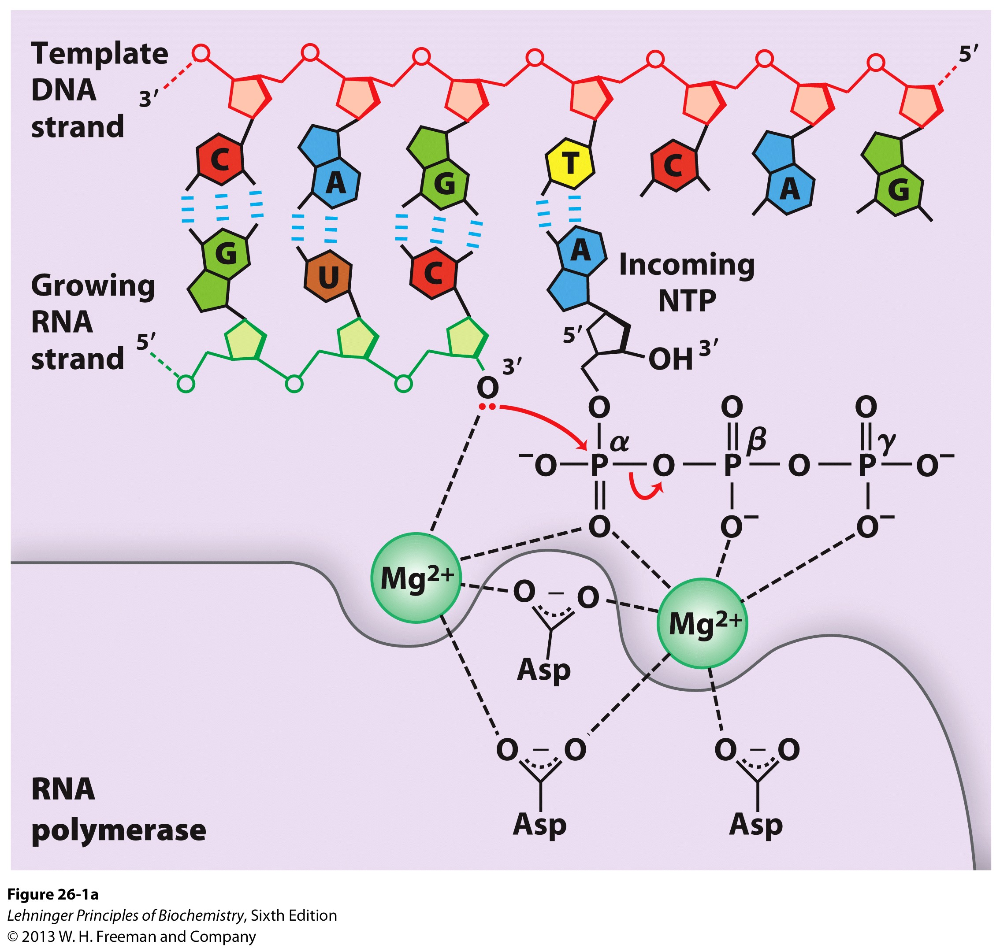 Template
DNA
strand
3′
5′
C A G T C A G
G U C A
Growing
RNA
strand
5′
3′
Incoming
NTP
5′
OH 3′
O
O O O
α β γ
⁻O P O P O P O⁻
O O⁻ O⁻
Mg²⁺
O – O
Mg²⁺
Asp
O – O O – O
Asp Asp
RNA
polymerase
Figure 26-1a
Lehninger Principles of Biochemistry, Sixth Edition
© 2013 W. H. Freeman and Company